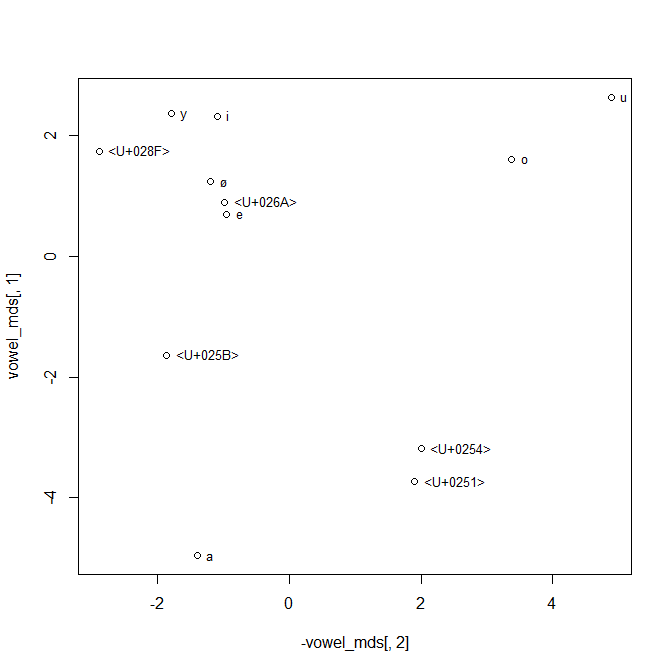 u
y
i
2
<U+028F>
o
ø
<U+026A>
e
0
vowel_mds[, 1]
<U+025B>
-2
<U+0254>
<U+0251>
-4
a
-2 0 2 4
-vowel_mds[, 2]